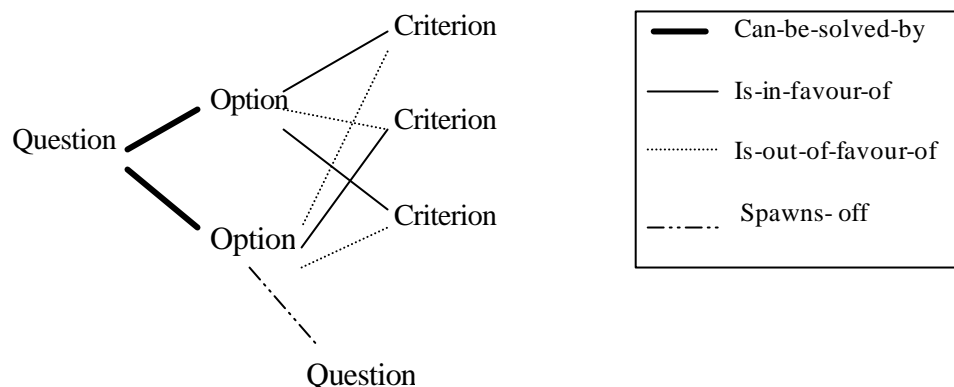 Criterion
Option
Criterion
Question
Criterion
Option
Question
Can-be-solved-by
Is-in-favour-of
Is-out-of-favour-of
Spawns- off